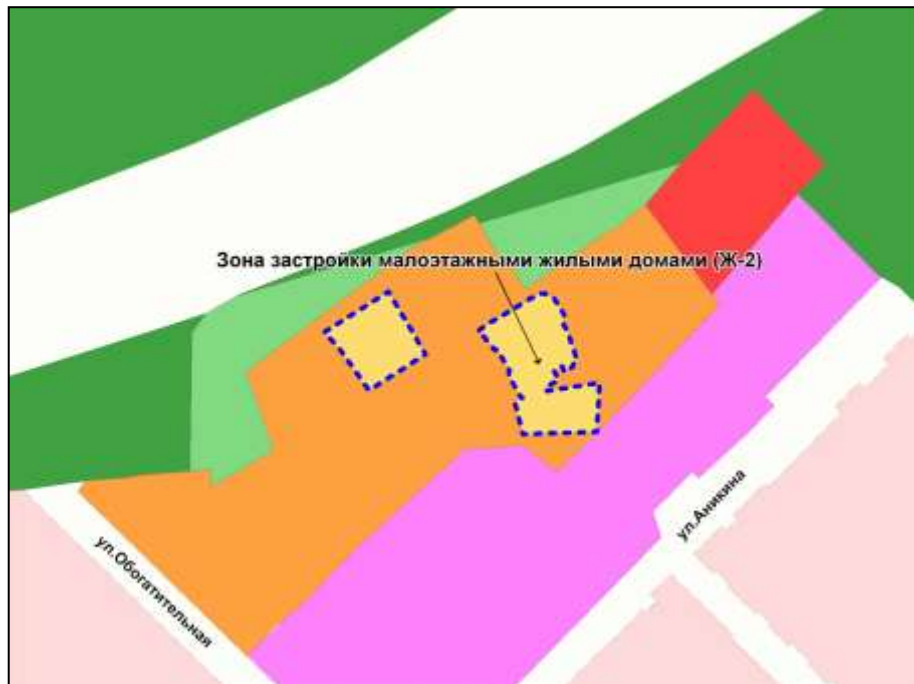 Зона застройки малоэтажными жилыми домами (Ж-2)
ул.Аникина
ул.Обогатительная